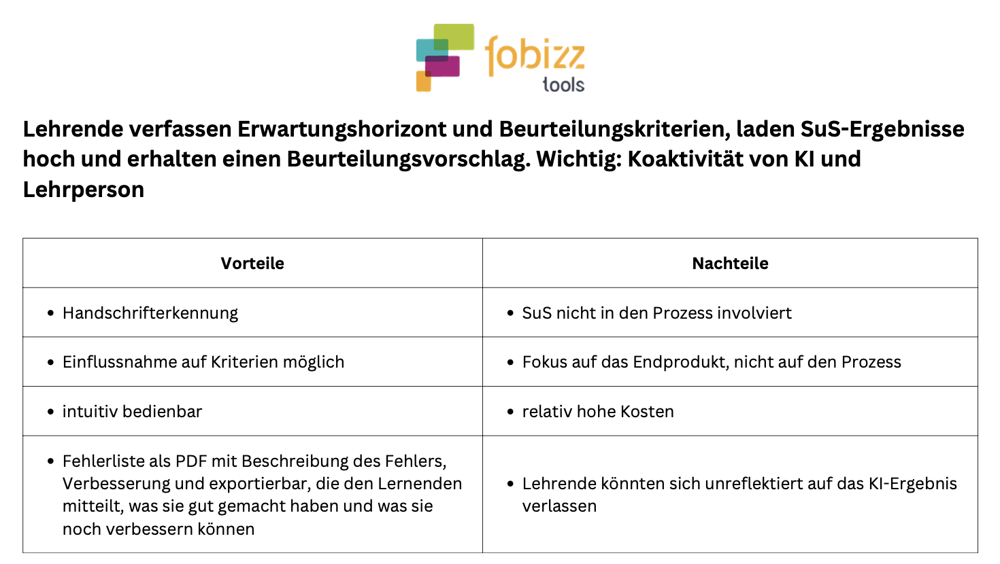 fobizz
tools
Lehrende verfassen Erwartungshorizont und Beurteilungskriterien, laden SuS-Ergebnisse
hoch und erhalten einen Beurteilungsvorschlag. Wichtig: Koaktivität von KI und
Lehrperson
Vorteile
Nachteile
• Handschrifterkennung
• SuS nicht in den Prozess involviert
• Einflussnahme auf Kriterien möglich
• Fokus auf das Endprodukt, nicht auf den Prozess
• intuitiv bedienbar
• relativ hohe Kosten
• Fehlerliste als PDF mit Beschreibung des Fehlers,
Verbesserung und exportierbar, die den Lernenden
mitteilt, was sie gut gemacht haben und was sie
noch verbessern können
• Lehrende könnten sich unreflektiert auf das KI-Ergebnis
verlassen